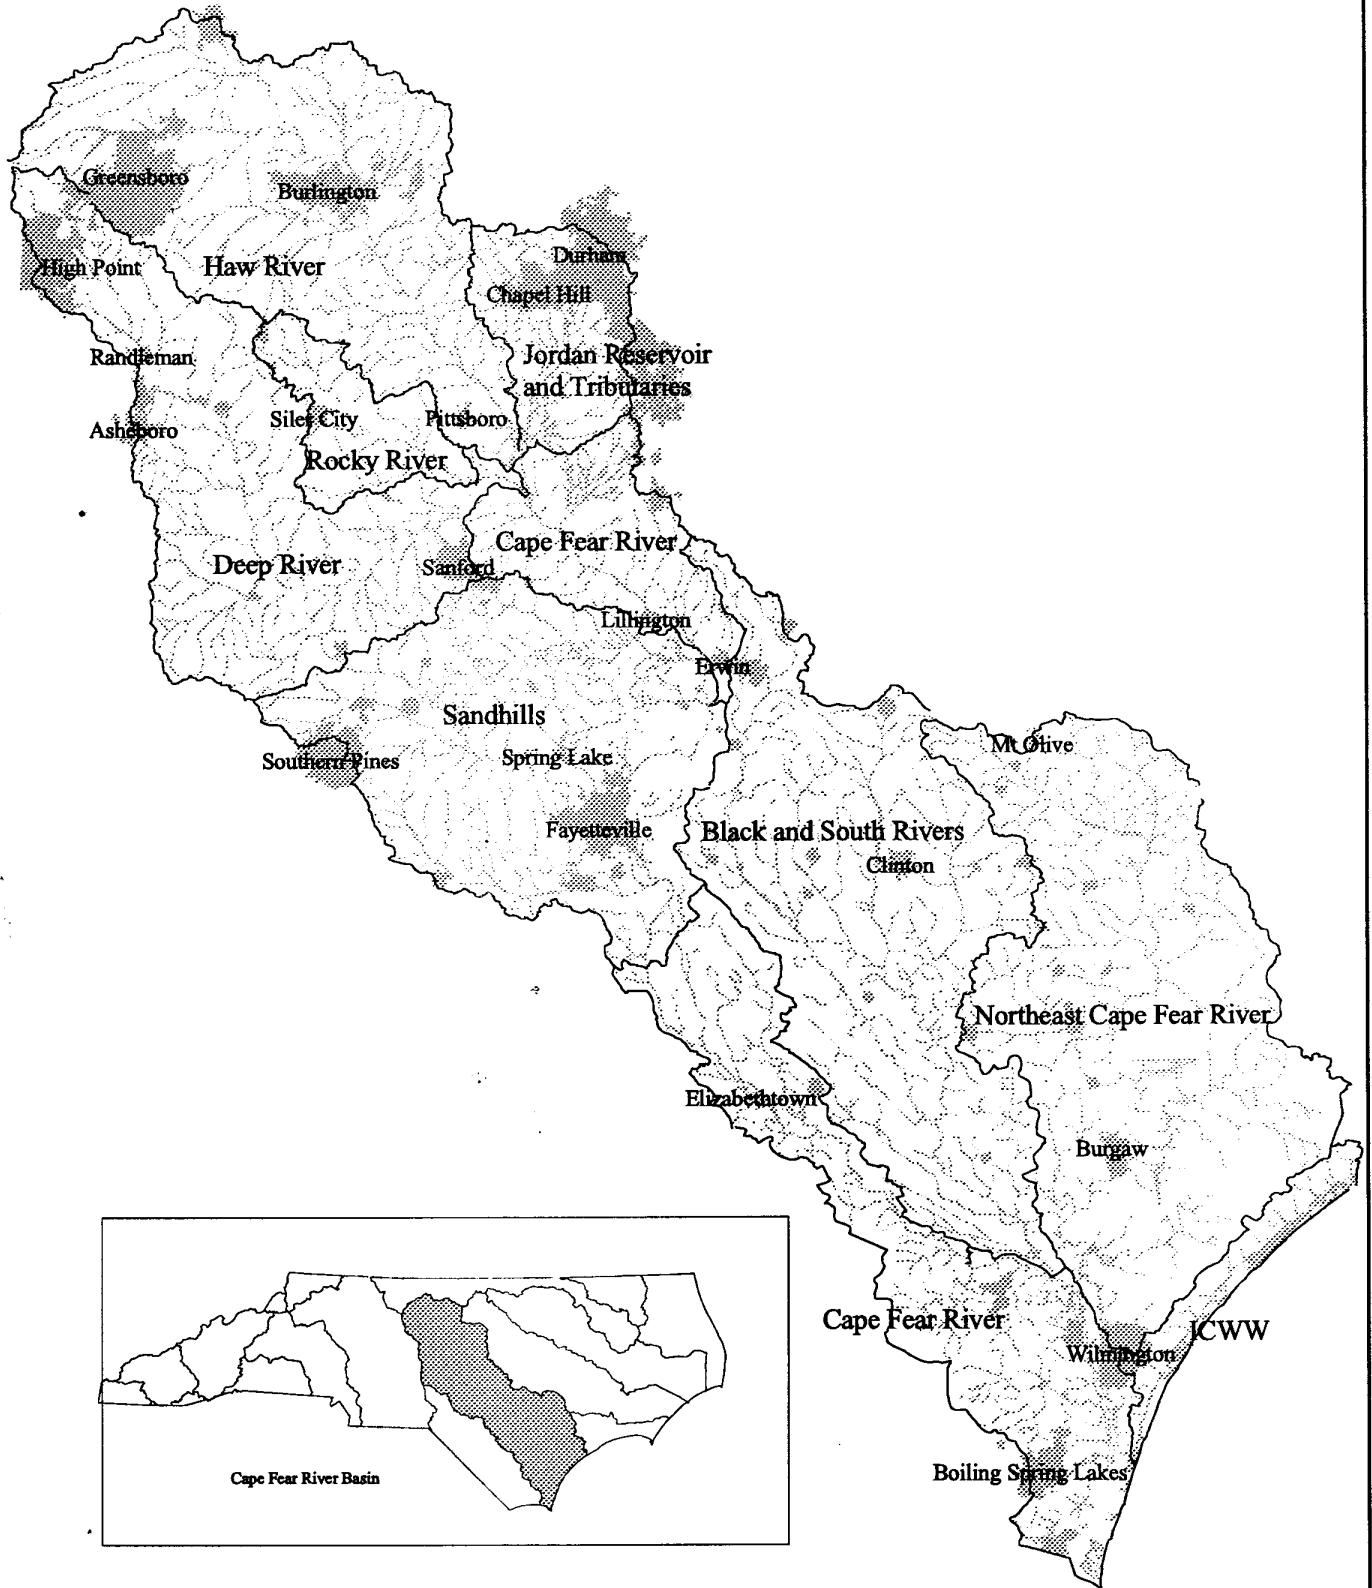 Greensboro
Burlington
Durham
High Point
Haw River
Chapel Hill
Randleman
Jordan Reservoir
and Tributaries
Siler City
Pittsboro
Asheboro
Rocky River
Cape Fear River
Deep River
Sanford
Lillington
Erwin
Sandhills
Mt Olive
Southern Pines
Spring Lake
Fayetteville
Black and South Rivers
Clinton
Northeast Cape Fear River
Elizabethtown
Burgaw
Cape Fear River
ICWW
Wilmington
Boiling Spring Lakes
Cape Fear River Basin